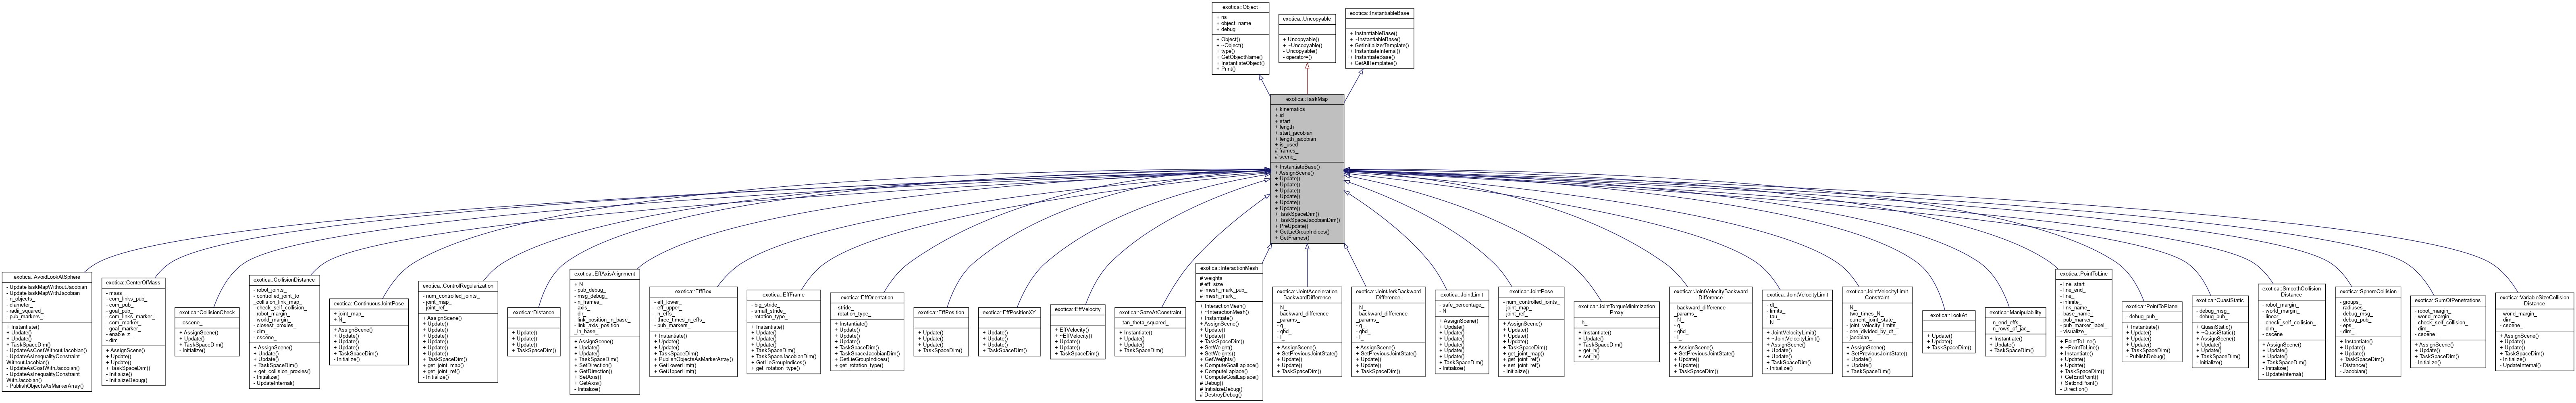 exotica::Object
+ ns_
+ object_name_
+ debug_
+ Object()
+ ~Object()
+ type()
+ GetObjectName()
+ InstantiateObject()
+ Print()
exotica::Uncopyable
+ Uncopyable()
+ ~Uncopyable()
- Uncopyable()
- operator=()
exotica::InstantiableBase
+ InstantiableBase()
+ ~InstantiableBase()
+ GetInitializerTemplate()
+ InstantiateInternal()
+ InstantiateBase()
+ GetAllTemplates()
exotica::TaskMap
+ kinematics
+ id
+ start
+ length
+ start_jacobian
+ length_jacobian
+ is_used
# frames_
# scene_
+ InstantiateBase()
+ AssignScene()
+ Update()
+ Update()
+ Update()
+ Update()
+ Update()
+ Update()
+ TaskSpaceDim()
+ TaskSpaceJacobianDim()
+ PreUpdate()
+ GetLieGroupIndices()
+ GetFrames()
exotica::AvoidLookAtSphere
- UpdateTaskMapWithoutJacobian
- UpdateTaskMapWithJacobian
- n_objects_
- diameter_
- radii_squared_
- pub_markers_
+ Instantiate()
+ Update()
+ Update()
+ TaskSpaceDim()
- UpdateAsCostWithoutJacobian()
- UpdateAsInequalityConstraint
WithoutJacobian()
- UpdateAsCostWithJacobian()
- UpdateAsInequalityConstraint
WithJacobian()
- PublishObjectsAsMarkerArray()
exotica::CenterOfMass
- mass_
- com_links_pub_
- com_pub_
- goal_pub_
- com_links_marker_
- com_marker_
- goal_marker_
- enable_z_
- dim_
+ AssignScene()
+ Update()
+ Update()
+ TaskSpaceDim()
- Initialize()
- InitializeDebug()
exotica::CollisionCheck
- cscene_
+ AssignScene()
+ Update()
+ TaskSpaceDim()
- Initialize()
exotica::CollisionDistance
- robot_joints_
- controlled_joint_to
_collision_link_map_
- check_self_collision_
- robot_margin_
- world_margin_
- closest_proxies_
- dim_
- cscene_
+ AssignScene()
+ Update()
+ Update()
+ TaskSpaceDim()
+ get_collision_proxies()
- Initialize()
- UpdateInternal()
exotica::ContinuousJointPose
+ joint_map_
+ N_
+ AssignScene()
+ Update()
+ Update()
+ Update()
+ TaskSpaceDim()
- Initialize()
exotica::ControlRegularization
- num_controlled_joints_
- joint_map_
- joint_ref_
+ AssignScene()
+ Update()
+ Update()
+ Update()
+ Update()
+ Update()
+ Update()
+ TaskSpaceDim()
+ get_joint_map()
+ get_joint_ref()
- Initialize()
exotica::Distance
+ Update()
+ Update()
+ TaskSpaceDim()
exotica::EffAxisAlignment
+ N
- pub_debug_
- msg_debug_
- n_frames_
- axis_
- dir_
- link_position_in_base_
- link_axis_position
_in_base_
+ AssignScene()
+ Update()
+ Update()
+ TaskSpaceDim()
+ SetDirection()
+ GetDirection()
+ SetAxis()
+ GetAxis()
- Initialize()
exotica::EffBox
- eff_lower_
- eff_upper_
- n_effs_
- three_times_n_effs_
- pub_markers_
+ Instantiate()
+ Update()
+ Update()
+ TaskSpaceDim()
+ PublishObjectsAsMarkerArray()
+ GetLowerLimit()
+ GetUpperLimit()
exotica::EffFrame
- big_stride_
- small_stride_
- rotation_type_
+ Instantiate()
+ Update()
+ Update()
+ TaskSpaceDim()
+ TaskSpaceJacobianDim()
+ GetLieGroupIndices()
+ get_rotation_type()
exotica::EffOrientation
- stride_
- rotation_type_
+ Instantiate()
+ Update()
+ Update()
+ TaskSpaceDim()
+ TaskSpaceJacobianDim()
+ GetLieGroupIndices()
+ get_rotation_type()
exotica::EffPosition
+ Update()
+ Update()
+ Update()
+ TaskSpaceDim()
exotica::EffPositionXY
+ Update()
+ Update()
+ TaskSpaceDim()
exotica::EffVelocity
+ EffVelocity()
+ ~EffVelocity()
+ Update()
+ TaskSpaceDim()
exotica::GazeAtConstraint
- tan_theta_squared_
+ Instantiate()
+ Update()
+ Update()
+ TaskSpaceDim()
exotica::InteractionMesh
# weights_
# eff_size_
# imesh_mark_pub_
# imesh_mark_
+ InteractionMesh()
+ ~InteractionMesh()
+ Instantiate()
+ AssignScene()
+ Update()
+ Update()
+ TaskSpaceDim()
+ SetWeight()
+ SetWeights()
+ GetWeights()
+ ComputeGoalLaplace()
+ ComputeLaplace()
+ ComputeGoalLaplace()
# Debug()
# InitializeDebug()
# DestroyDebug()
exotica::JointAcceleration
BackwardDifference
- N_
- backward_difference
_params_
- q_
- qbd_
- I_
+ AssignScene()
+ SetPreviousJointState()
+ Update()
+ Update()
+ TaskSpaceDim()
exotica::JointJerkBackward
Difference
- N_
- backward_difference
_params_
- q_
- qbd_
- I_
+ AssignScene()
+ SetPreviousJointState()
+ Update()
+ Update()
+ TaskSpaceDim()
exotica::JointLimit
- safe_percentage_
- N
+ AssignScene()
+ Update()
+ Update()
+ Update()
+ Update()
+ Update()
+ Update()
+ TaskSpaceDim()
- Initialize()
exotica::JointPose
- num_controlled_joints_
- joint_map_
- joint_ref_
+ AssignScene()
+ Update()
+ Update()
+ Update()
+ TaskSpaceDim()
+ get_joint_map()
+ get_joint_ref()
+ set_joint_ref()
- Initialize()
exotica::JointTorqueMinimization
Proxy
- h_
+ Instantiate()
+ Update()
+ TaskSpaceDim()
+ get_h()
+ set_h()
exotica::JointVelocityBackward
Difference
- backward_difference
_params_
- N_
- q_
- qbd_
- I_
+ AssignScene()
+ SetPreviousJointState()
+ Update()
+ Update()
+ TaskSpaceDim()
exotica::JointVelocityLimit
- dt_
- limits_
- tau_
- N
+ JointVelocityLimit()
+ ~JointVelocityLimit()
+ AssignScene()
+ Update()
+ Update()
+ TaskSpaceDim()
- Initialize()
exotica::JointVelocityLimit
Constraint
- N_
- two_times_N_
- current_joint_state_
- joint_velocity_limits_
- one_divided_by_dt_
- jacobian_
+ AssignScene()
+ SetPreviousJointState()
+ Update()
+ Update()
+ TaskSpaceDim()
exotica::LookAt
+ Update()
+ Update()
+ TaskSpaceDim()
exotica::Manipulability
- n_end_effs_
- n_rows_of_jac_
+ Instantiate()
+ Update()
+ TaskSpaceDim()
exotica::PointToLine
- line_start_
- line_end_
- line_
- infinite_
- link_name_
- base_name_
- pub_marker_
- pub_marker_label_
- visualize_
+ PointToLine()
+ ~PointToLine()
+ Instantiate()
+ Update()
+ Update()
+ TaskSpaceDim()
+ GetEndPoint()
+ SetEndPoint()
- Direction()
exotica::PointToPlane
- debug_pub_
+ Instantiate()
+ Update()
+ Update()
+ TaskSpaceDim()
- PublishDebug()
exotica::QuasiStatic
- debug_msg_
- debug_pub_
+ QuasiStatic()
+ ~QuasiStatic()
+ AssignScene()
+ Update()
+ Update()
+ TaskSpaceDim()
- Initialize()
exotica::SmoothCollision
Distance
- robot_margin_
- world_margin_
- linear_
- check_self_collision_
- dim_
- cscene_
+ AssignScene()
+ Update()
+ Update()
+ TaskSpaceDim()
- Initialize()
- UpdateInternal()
exotica::SphereCollision
- groups_
- radiuses_
- debug_msg_
- debug_pub_
- eps_
- dim_
+ Instantiate()
+ Update()
+ Update()
+ TaskSpaceDim()
- Distance()
- Jacobian()
exotica::SumOfPenetrations
- robot_margin_
- world_margin_
- check_self_collision_
- dim_
- cscene_
+ AssignScene()
+ Update()
+ TaskSpaceDim()
- Initialize()
exotica::VariableSizeCollision
Distance
- world_margin_
- dim_
- cscene_
+ AssignScene()
+ Update()
+ Update()
+ TaskSpaceDim()
- Initialize()
- UpdateInternal()